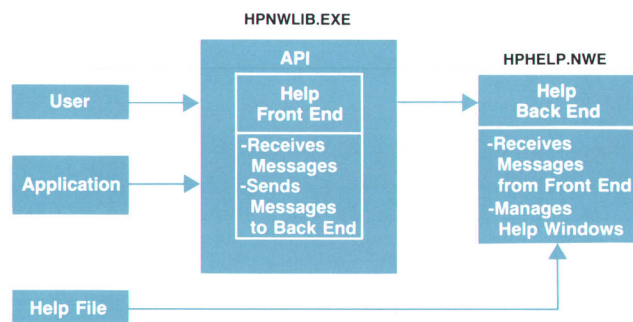 HPNWLIB.EXE
API
HPHELP.NWE
User
Help
Front End
Help
Back End
-Receives
Messages
-Sends
Messages
to Back End
-Receives
Messages
from Front End
-Manages
Help Windows
Application
Help File